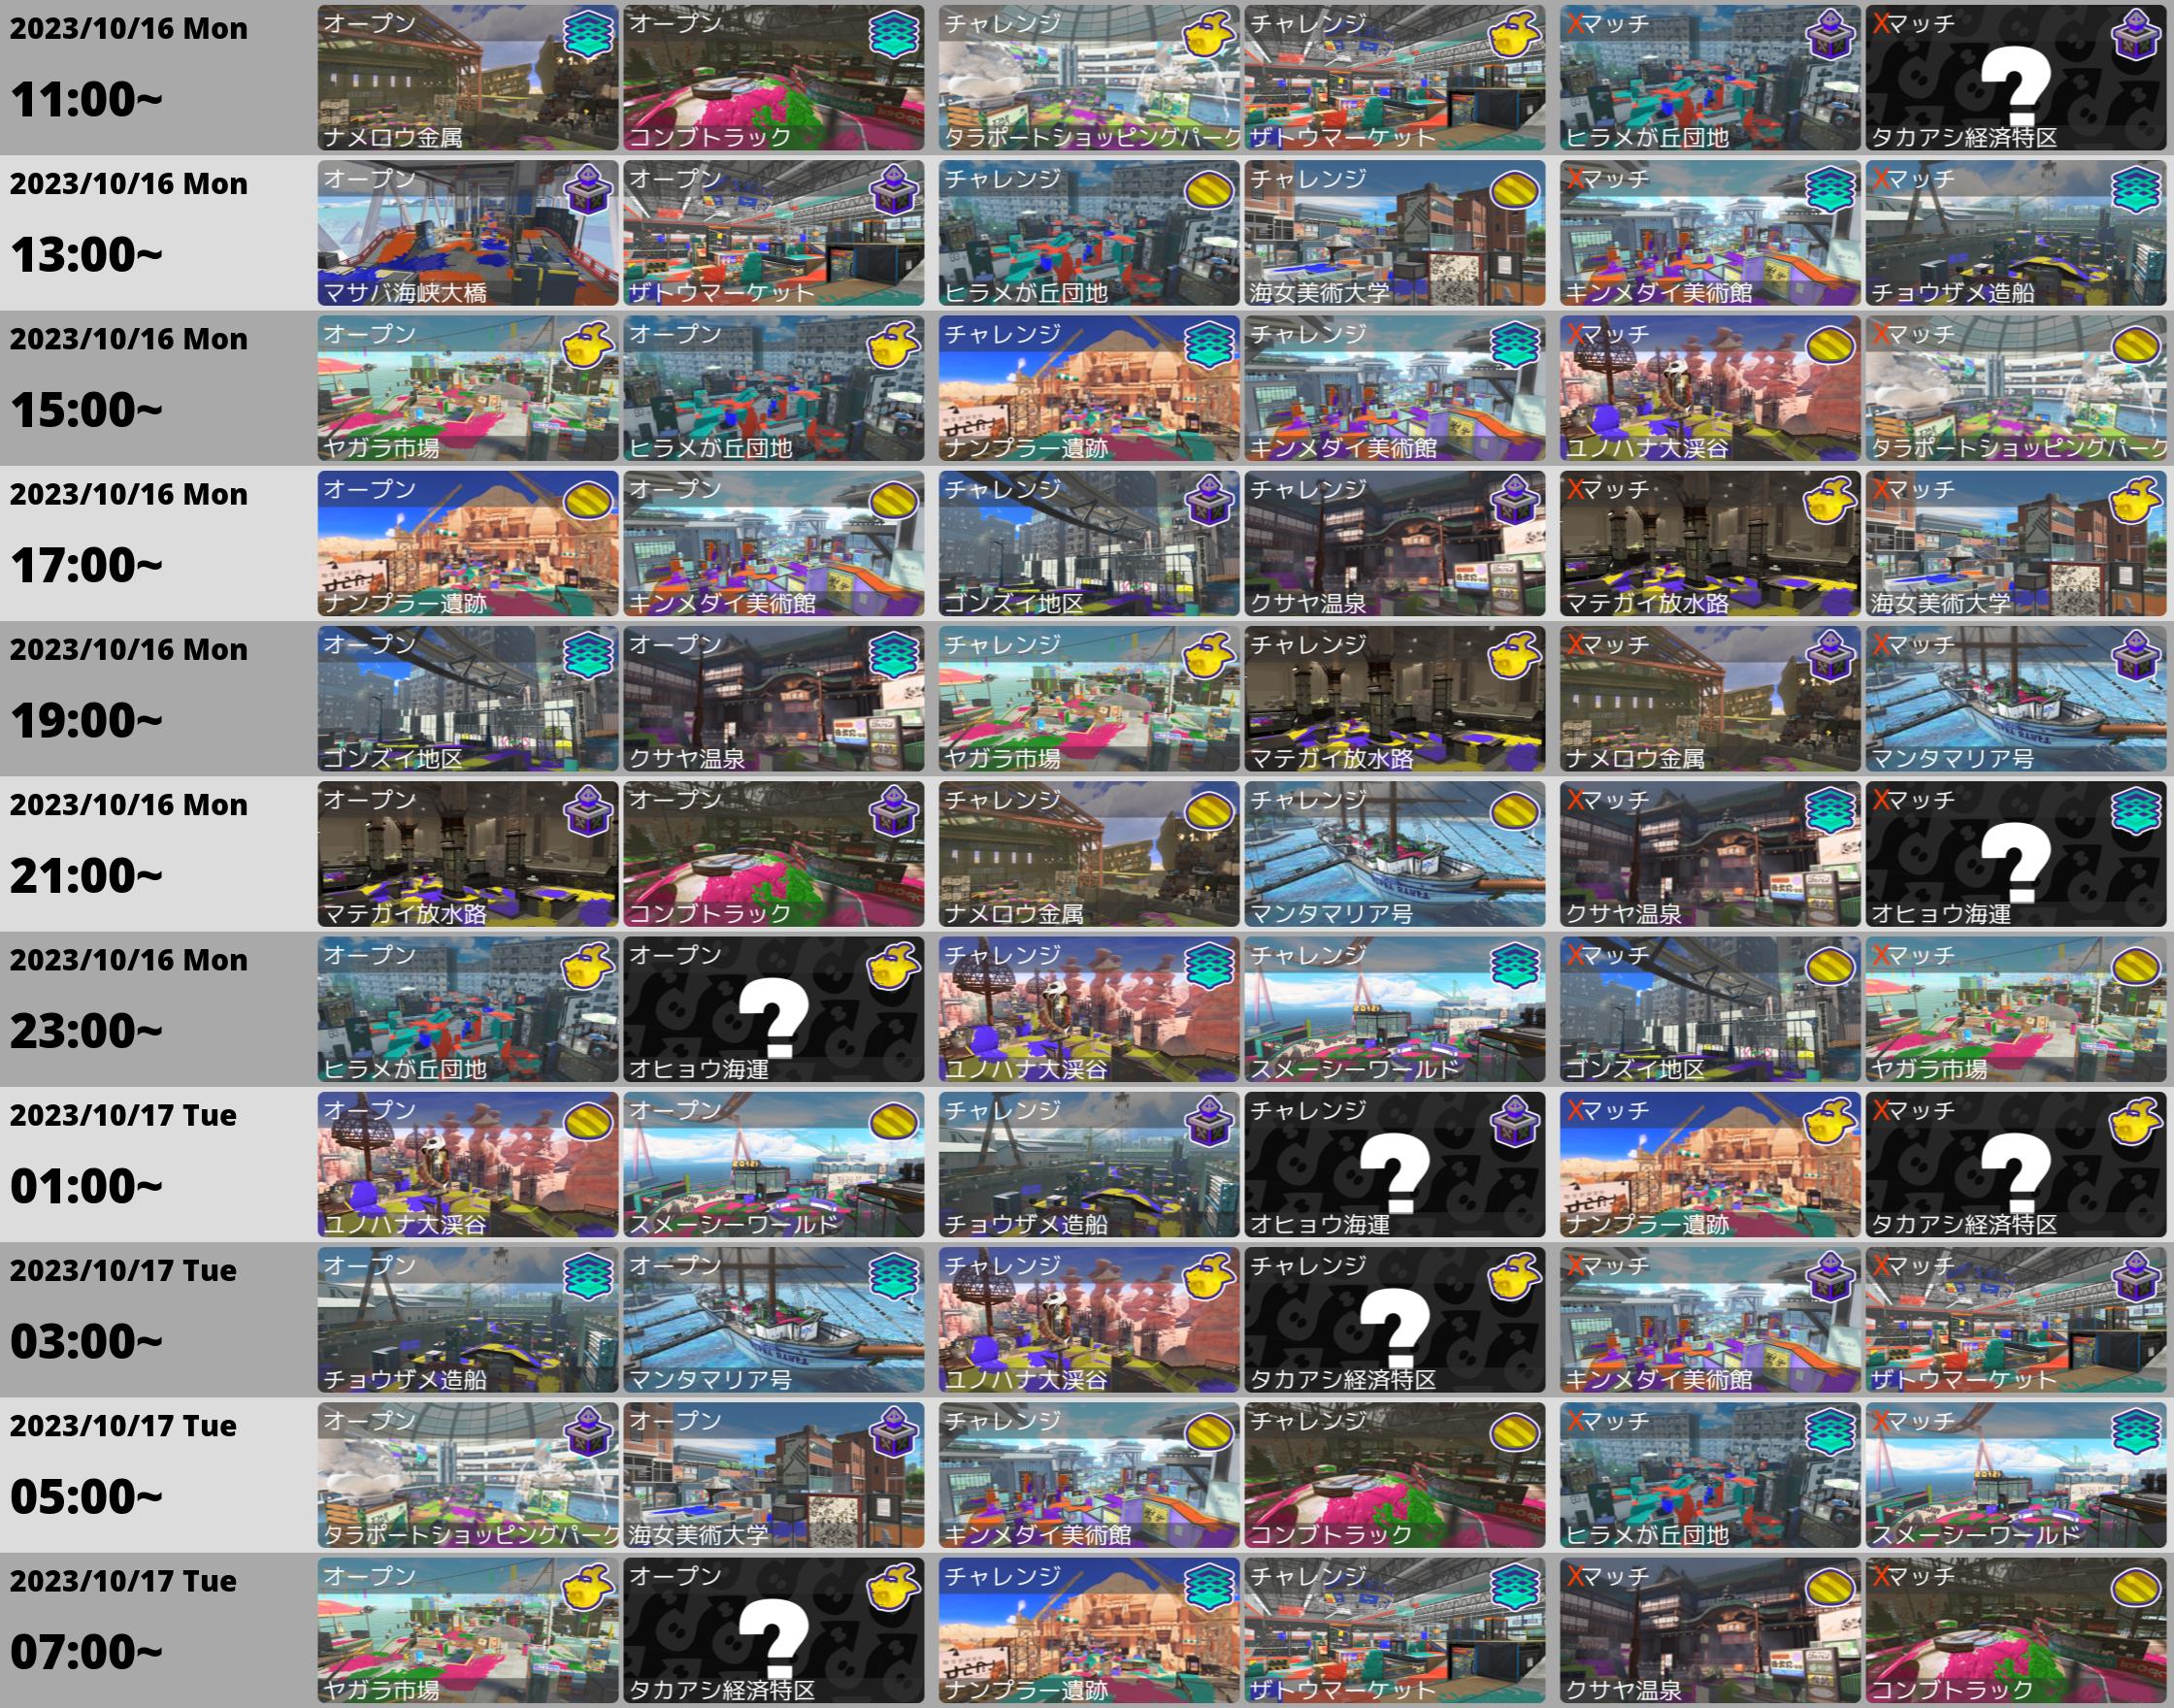 2023/10/16 Mon
11:00~
オープン
ナメロウ金属
オープン
コンブトラック
チャレンジ
タラポートショッピングパーク
チャレンジ
ザトウマーケット
Xマッチ
ヒラメが丘団地
Xマッチ
?
タカアシ経済特区
2023/10/16 Mon
13:00~
オープン
マサバ海峡大橋
オープン
ザトウマーケット
チャレンジ
ヒラメが丘団地
チャレンジ
海女美術大学
Xマッチ
キンメダイ美術館
Xマッチ
チョウザメ造船
2023/10/16 Mon
15:00~
オープン
ヤガラ市場
オープン
ヒラメが丘団地
チャレンジ
ナンプラー遺跡
チャレンジ
キンメダイ美術館
Xマッチ
ユノハナ大渓谷
Xマッチ
タラポートショッピングパーク
2023/10/16 Mon
17:00~
オープン
ナンプラー遺跡
オープン
キンメダイ美術館
チャレンジ
ゴンズイ地区
チャレンジ
クサヤ温泉
Xマッチ
マテガイ放水路
Xマッチ
海女美術大学
2023/10/16 Mon
19:00~
オープン
ゴンズイ地区
オープン
クサヤ温泉
チャレンジ
ヤガラ市場
チャレンジ
マテガイ放水路
Xマッチ
ナメロウ金属
Xマッチ
マンタマリア号
2023/10/16 Mon
21:00~
オープン
マテガイ放水路
オープン
コンブトラック
チャレンジ
ナメロウ金属
チャレンジ
マンタマリア号
Xマッチ
クサヤ温泉
Xマッチ
?
オヒョウ海運
2023/10/16 Mon
23:00~
オープン
ヒラメが丘団地
オープン
?
オヒョウ海運
チャレンジ
ユノハナ大渓谷
チャレンジ
スメーシーワールド
Xマッチ
ゴンズイ地区
Xマッチ
ヤガラ市場
2023/10/17 Tue
01:00~
オープン
ユノハナ大渓谷
オープン
スメーシーワールド
チャレンジ
チョウザメ造船
チャレンジ
?
オヒョウ海運
Xマッチ
ナンプラー遺跡
Xマッチ
?
タカアシ経済特区
2023/10/17 Tue
03:00~
オープン
チョウザメ造船
オープン
マンタマリア号
チャレンジ
ユノハナ大渓谷
チャレンジ
?
タカアシ経済特区
Xマッチ
キンメダイ美術館
Xマッチ
ザトウマーケット
2023/10/17 Tue
05:00~
オープン
タラポートショッピングパーク
オープン
海女美術大学
チャレンジ
キンメダイ美術館
チャレンジ
コンブトラック
Xマッチ
ヒラメが丘団地
Xマッチ
スメーシーワールド
2023/10/17 Tue
07:00~
オープン
ヤガラ市場
オープン
?
タカアシ経済特区
チャレンジ
ナンプラー遺跡
チャレンジ
ザトウマーケット
Xマッチ
クサヤ温泉
Xマッチ
コンブトラック